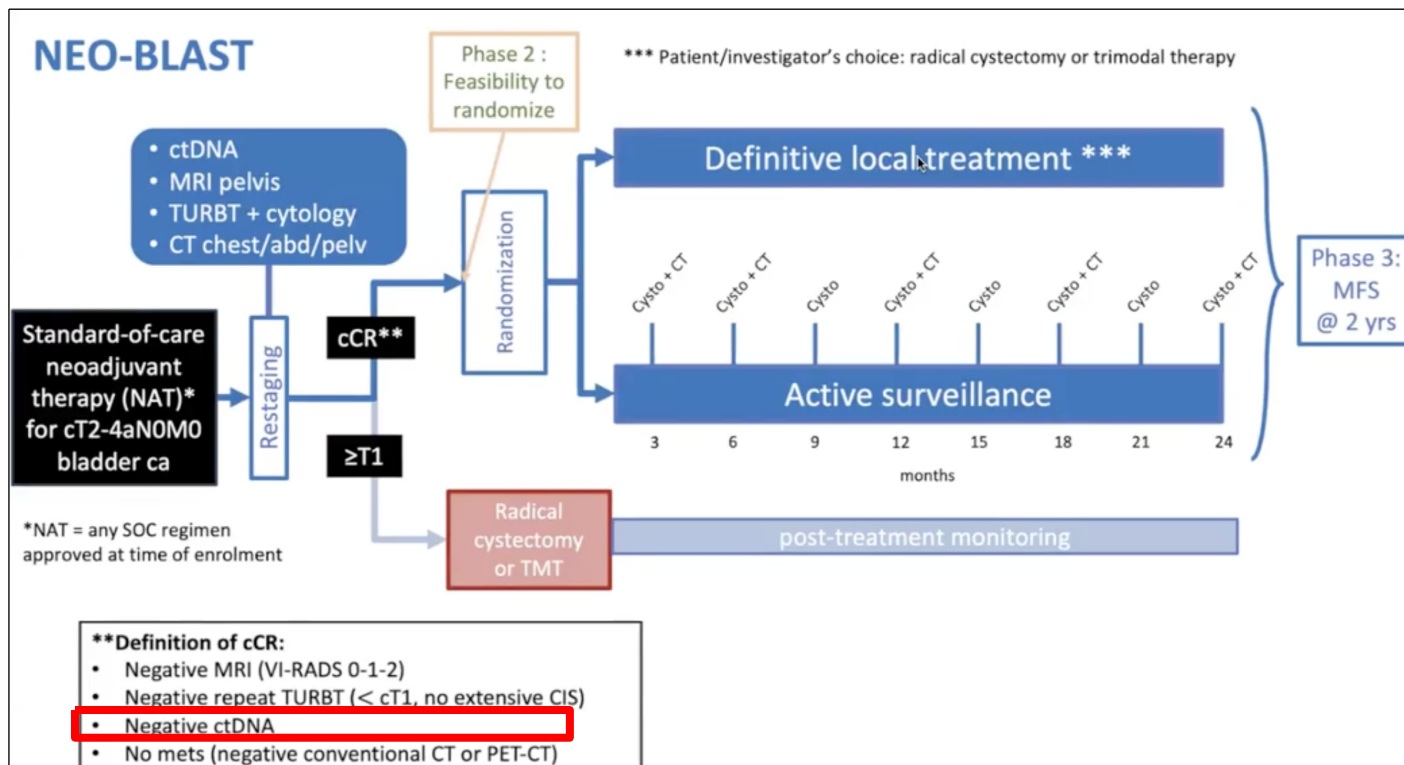 NEO-BLAST
Phase 2 :
Feasibility to
randomize
*** Patient/investigator's choice: radical cystectomy or trimodal therapy
• ctDNA
• MRI pelvis
• TURBT + cytology
• CT chest/abd/pelv
Definitive local treatment ***
Standard-of-care
neoadjuvant
therapy (NAT)*
for cT2-4aN0M0
bladder ca
Restaging
cCR**
≥T1
Randomization
Cysto + CT
Cysto + CT
Cysto
Cysto + CT
Cysto
Cysto + CT
Cysto
Cysto + CT
Active surveillance
3 6 9 12 15 18 21 24
months
Phase 3:
MFS
@ 2 yrs
Radical
cystectomy
or TMT
post-treatment monitoring
*NAT = any SOC regimen
approved at time of enrolment
**Definition of cCR:
• Negative MRI (VI-RADS 0-1-2)
• Negative repeat TURBT (< cT1, no extensive CIS)
• Negative ctDNA
• No mets (negative conventional CT or PET-CT)